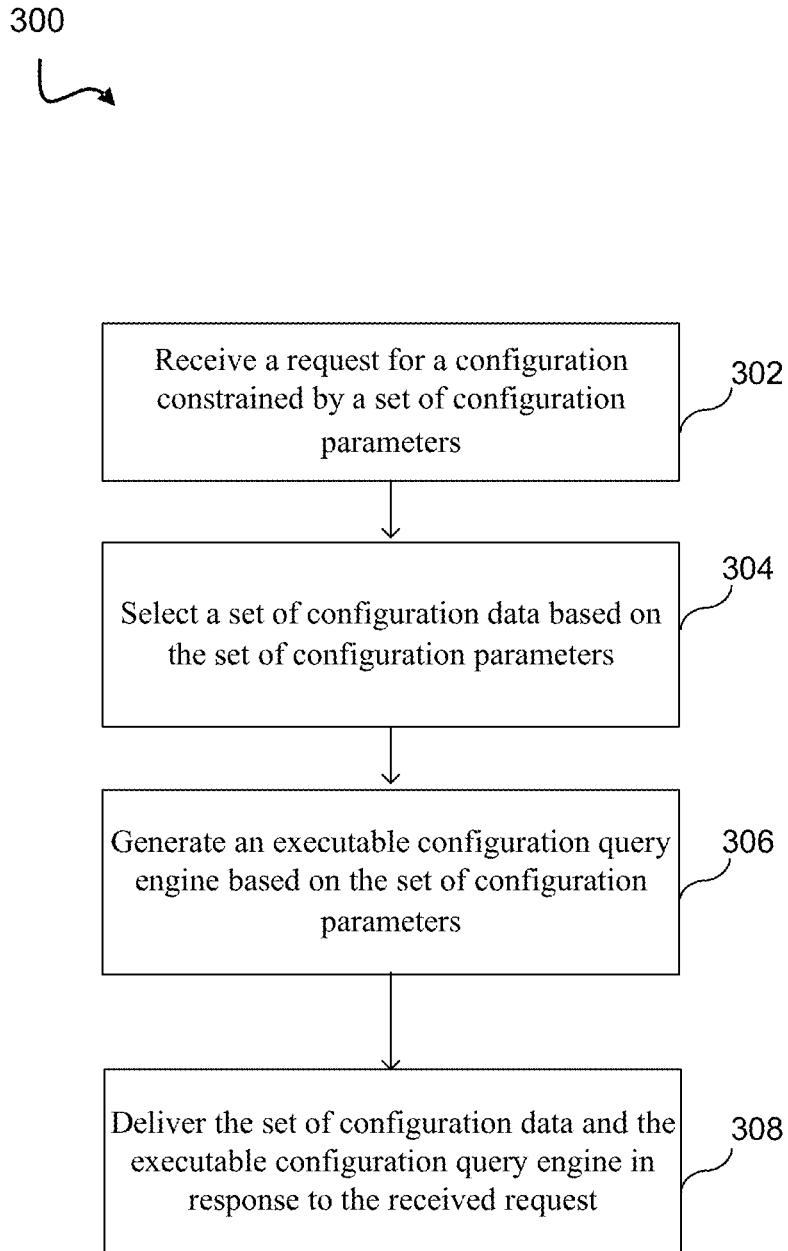 300
Receive a request for a configuration
constrained by a set of configuration
parameters
302
Select a set of configuration data based on
the set of configuration parameters
304
Generate an executable configuration query
engine based on the set of configuration
parameters
306
Deliver the set of configuration data and the
executable configuration query engine in
response to the received request
308